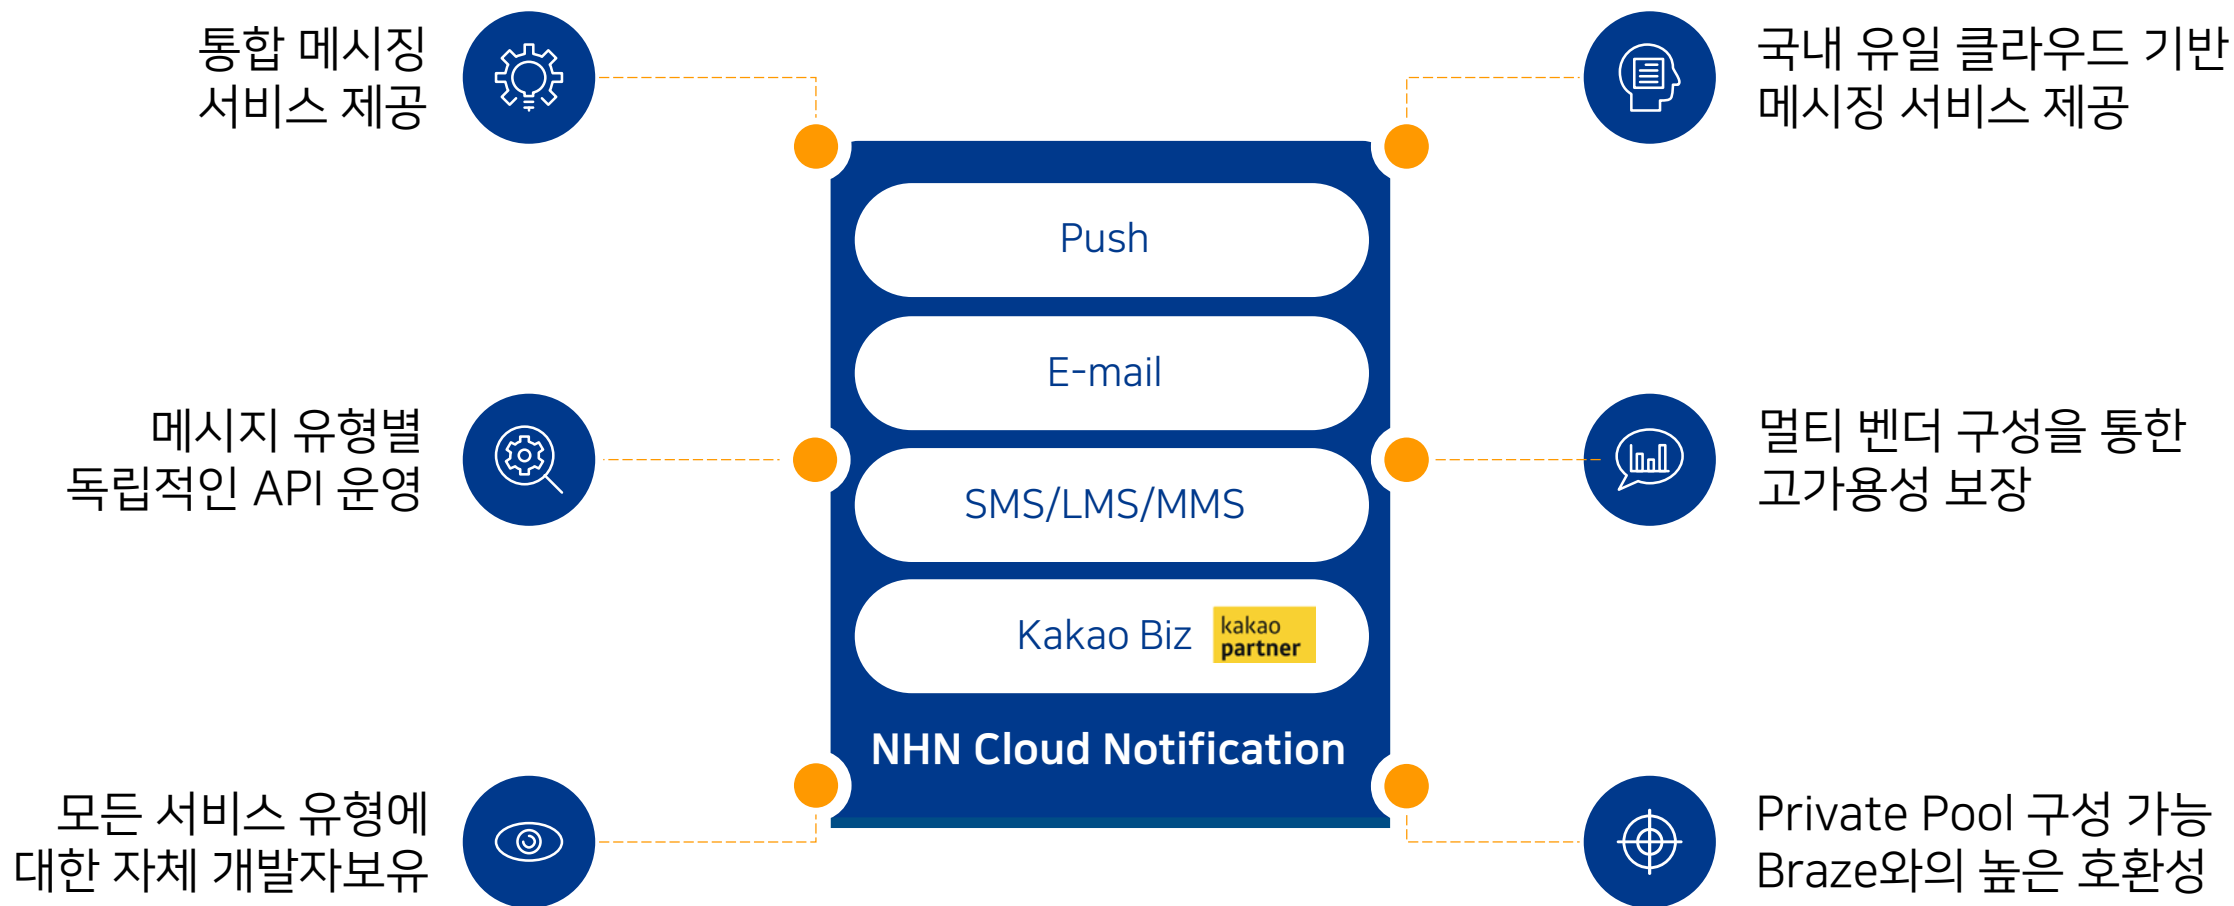 통합 메시징
서비스 제공
국내 유일 클라우드 기반
메시징 서비스 제공
Push
E-mail
메시지 유형별
독립적인 API 운영
멀티 벤더 구성을 통한
고가용성 보장
SMS/LMS/MMS
Kakao Biz
kakao
partner
NHN Cloud Notification
모든 서비스 유형에
대한 자체 개발자보유
Private Pool 구성 가능
Braze와의 높은 호환성